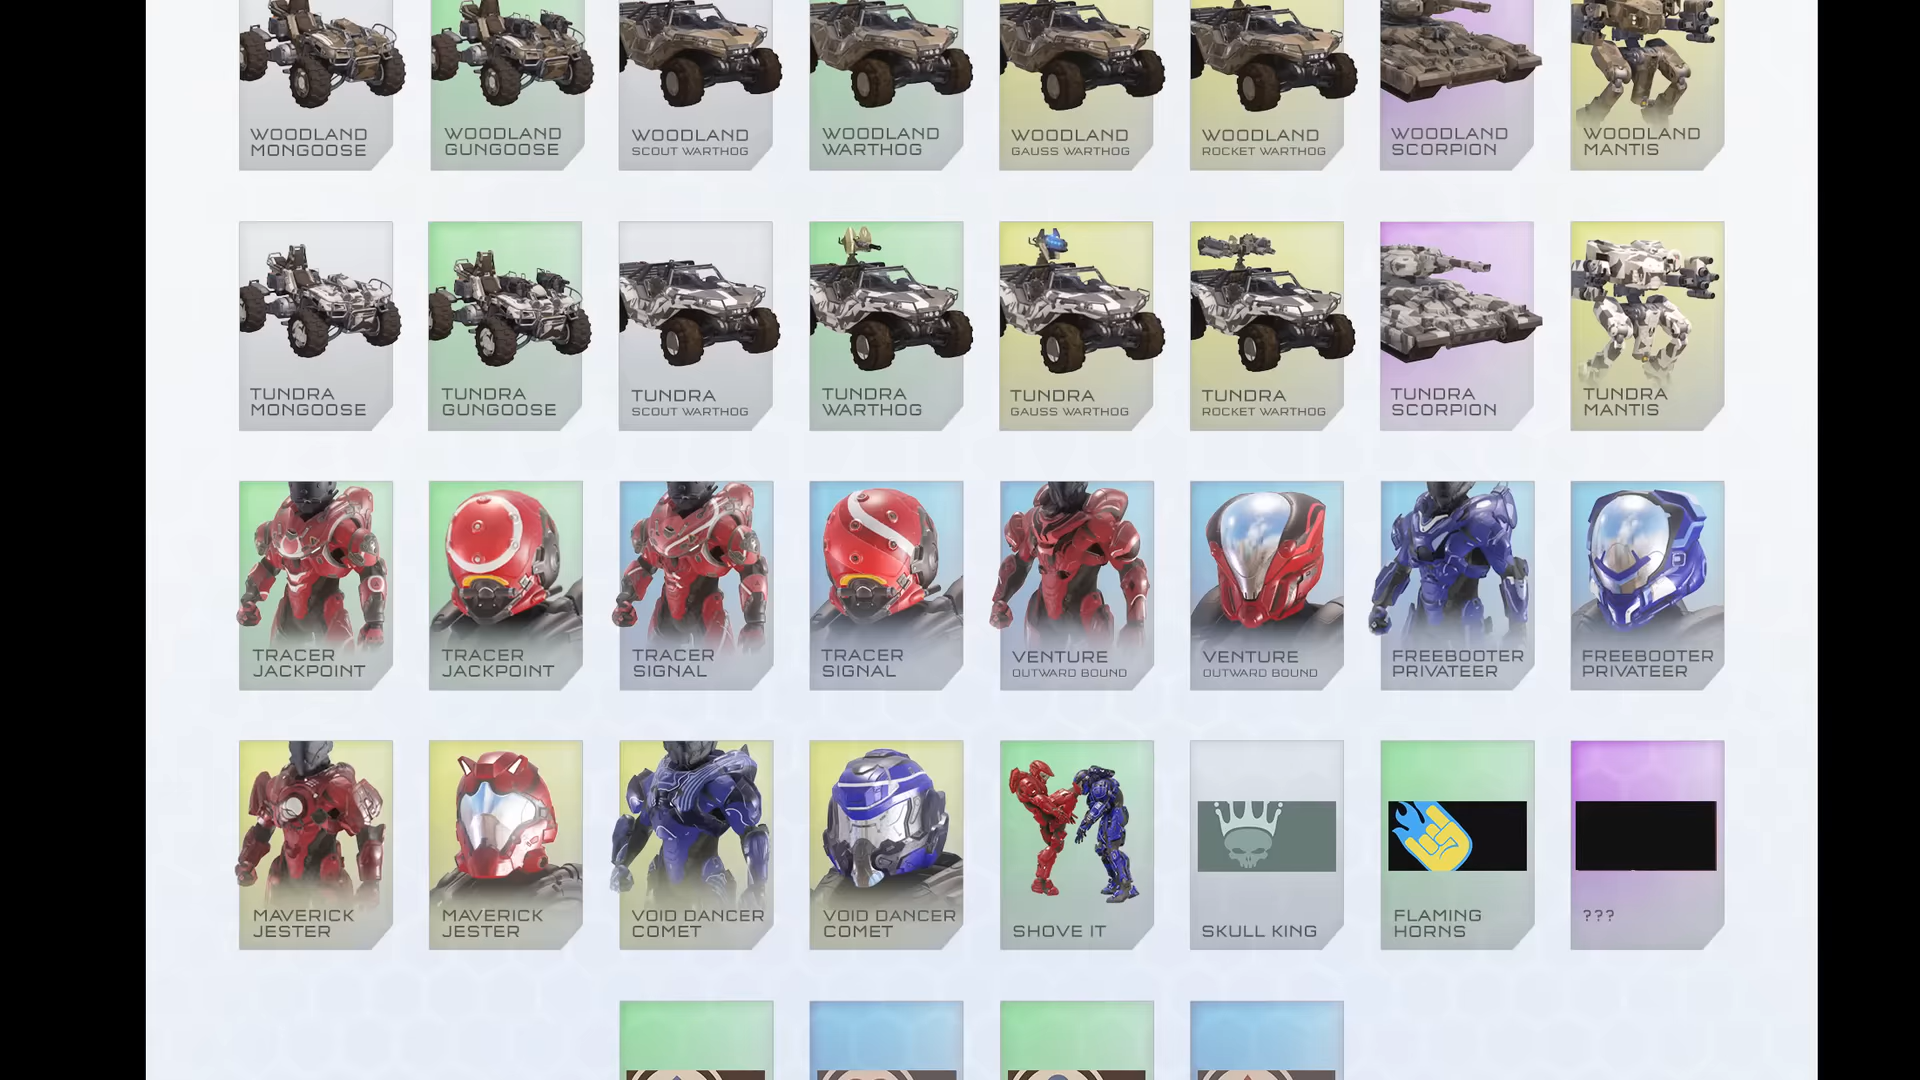 WOODLAND
MONGOOSE
WOODLAND
GUNGOOSE
WOODLAND
SCOUT WARTHOG
WOODLAND
WARTHOG
WOODLAND
GAUSS WARTHOG
WOODLAND
ROCKET WARTHOG
WOODLAND
SCORPION
WOODLAND
MANTIS
TUNDRA
MONGOOSE
TUNDRA
GUNGOOSE
TUNDRA
SCOUT WARTHOG
TUNDRA
WARTHOG
TUNDRA
GAUSS WARTHOG
TUNDRA
ROCKET WARTHOG
TUNDRA
SCORPION
TUNDRA
MANTIS
TRACER
JACKPOINT
TRACER
JACKPOINT
TRACER
SIGNAL
TRACER
SIGNAL
VENTURE
OUTWARD BOUND
VENTURE
OUTWARD BOUND
FREEBOOTER
PRIVATEER
FREEBOOTER
PRIVATEER
MAVERICK
JESTER
MAVERICK
JESTER
VOID DANCER
COMET
VOID DANCER
COMET
SHOVE IT
SKULL KING
FLAMING
HORNS
???